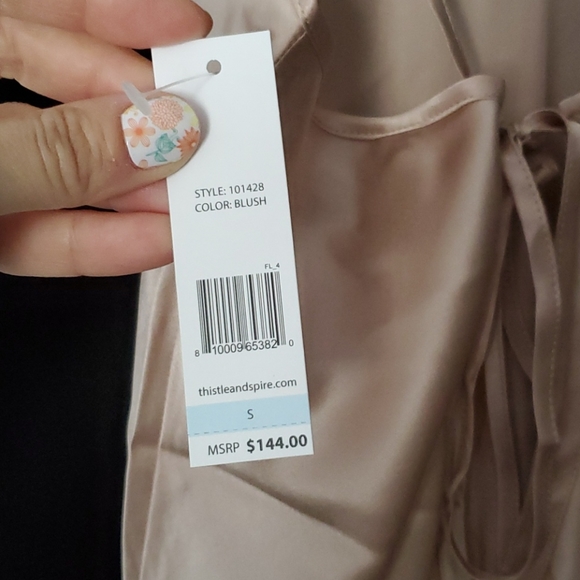 STYLE: 101428
COLOR: BLUSH
FL_4
8 10009 65382 0
thistleandspire.com
S
MSRP $144.00